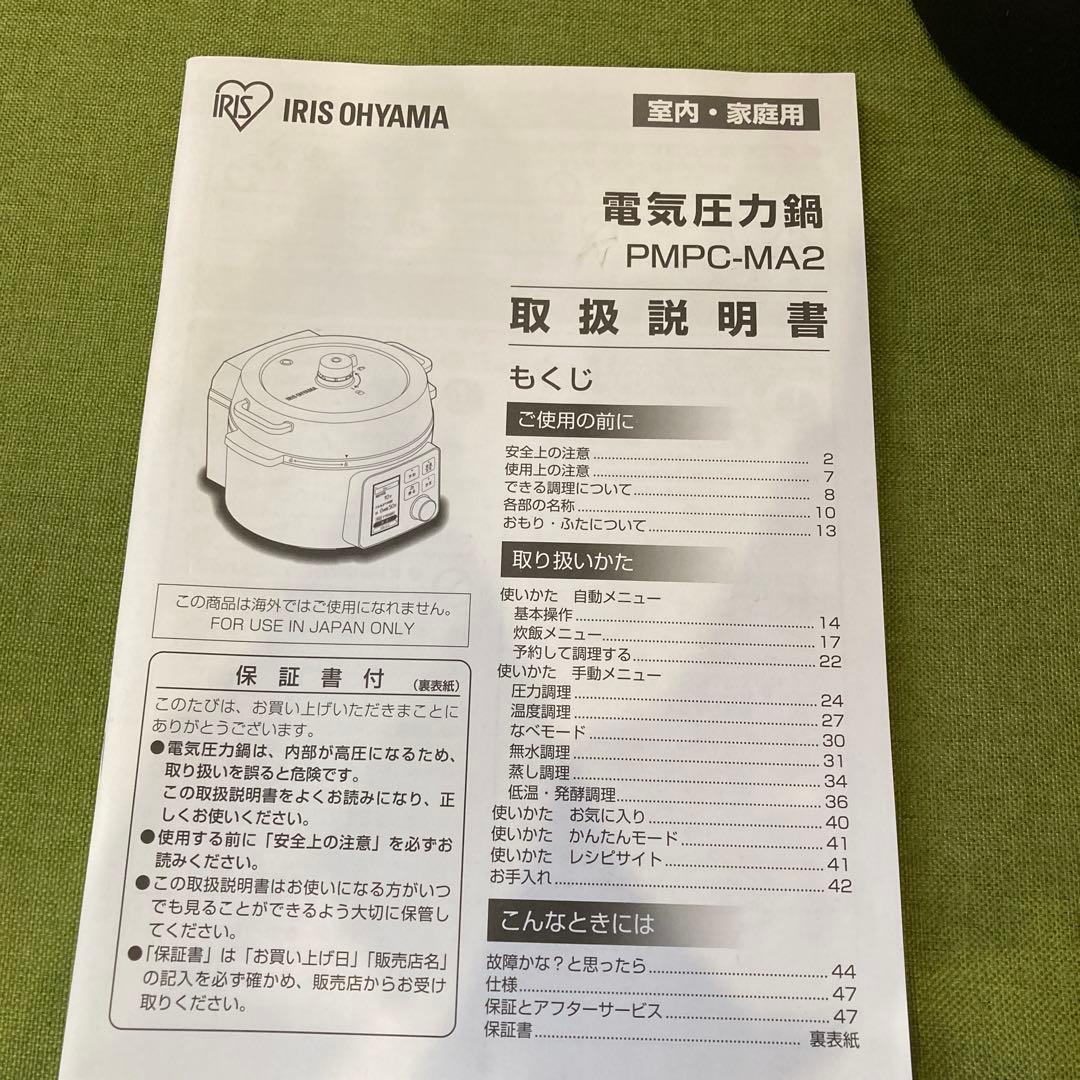 IRIS IRIS OHYAMA
室内・家庭用
電気圧力鍋
PMPC-MA2
取扱説明書
IRIS OHYAMA
この商品は海外ではご使用になれません。
FOR USE IN JAPAN ONLY
保証書付 (裏表紙)
このたびは、お買い上げいただきまことに
ありがとうございます。
●電気圧力鍋は、内部が高圧になるため、
取り扱いを誤ると危険です。
この取扱説明書をよくお読みになり、正
しくお使いください。
●使用する前に「安全上の注意」を必ずお
読みください。
●この取扱説明書はお使いになる方がいつ
でも見ることができるよう大切に保管し
てください。
●「保証書」は「お買い上げ日」「販売店名」
の記入を必ず確かめ、販売店からお受け
取りください。
もくじ
ご使用の前に
安全上の注意 2
使用上の注意 7
できる調理について 8
各部の名称 10
おもり・ふたについて 13
取り扱いかた
使いかた 自動メニュー
基本操作 14
炊飯メニュー 17
予約して調理する 22
使いかた 手動メニュー
圧力調理 24
温度調理 27
なべモード 30
無水調理 31
蒸し調理 34
低温・発酵調理 36
使いかた お気に入り 40
使いかた かんたんモード 41
使いかた レシピサイト 41
お手入れ 42
こんなときには
故障かな？と思ったら 44
仕様 47
保証とアフターサービス 47
保証書 裏表紙